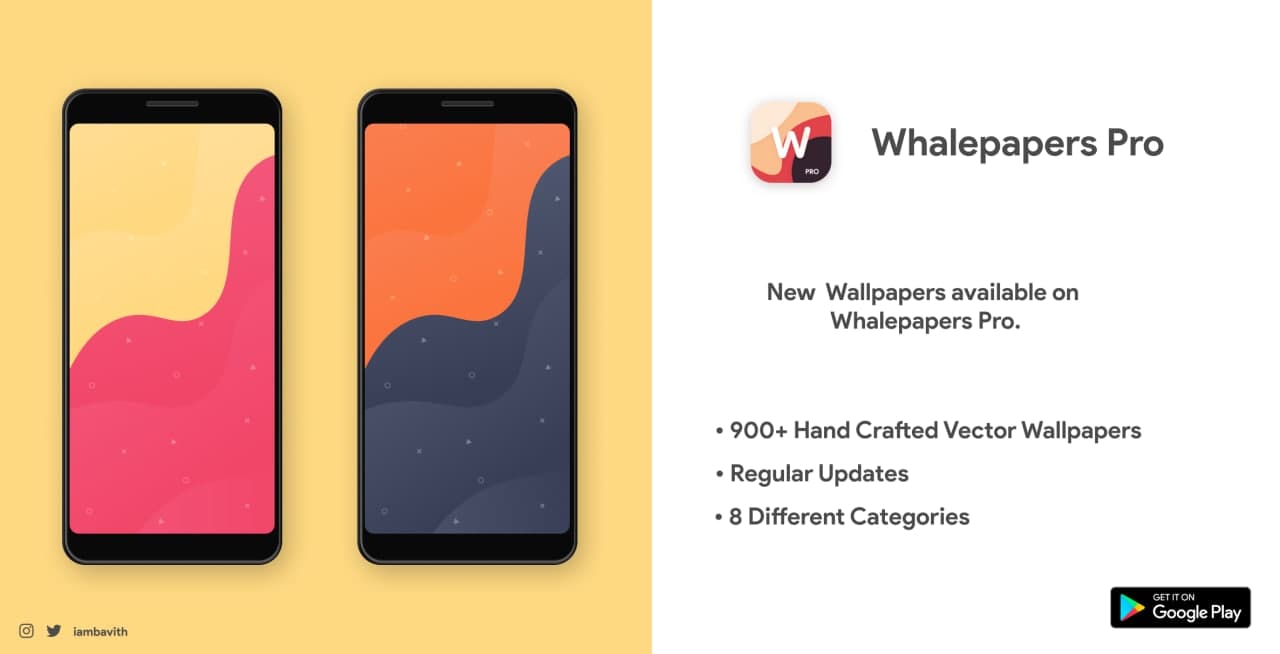 W
PRO
Whalepapers Pro
New Wallpapers available on
Whalepapers Pro.
• 900+ Hand Crafted Vector Wallpapers
• Regular Updates
• 8 Different Categories
iambavith
GET IT ON
Google Play